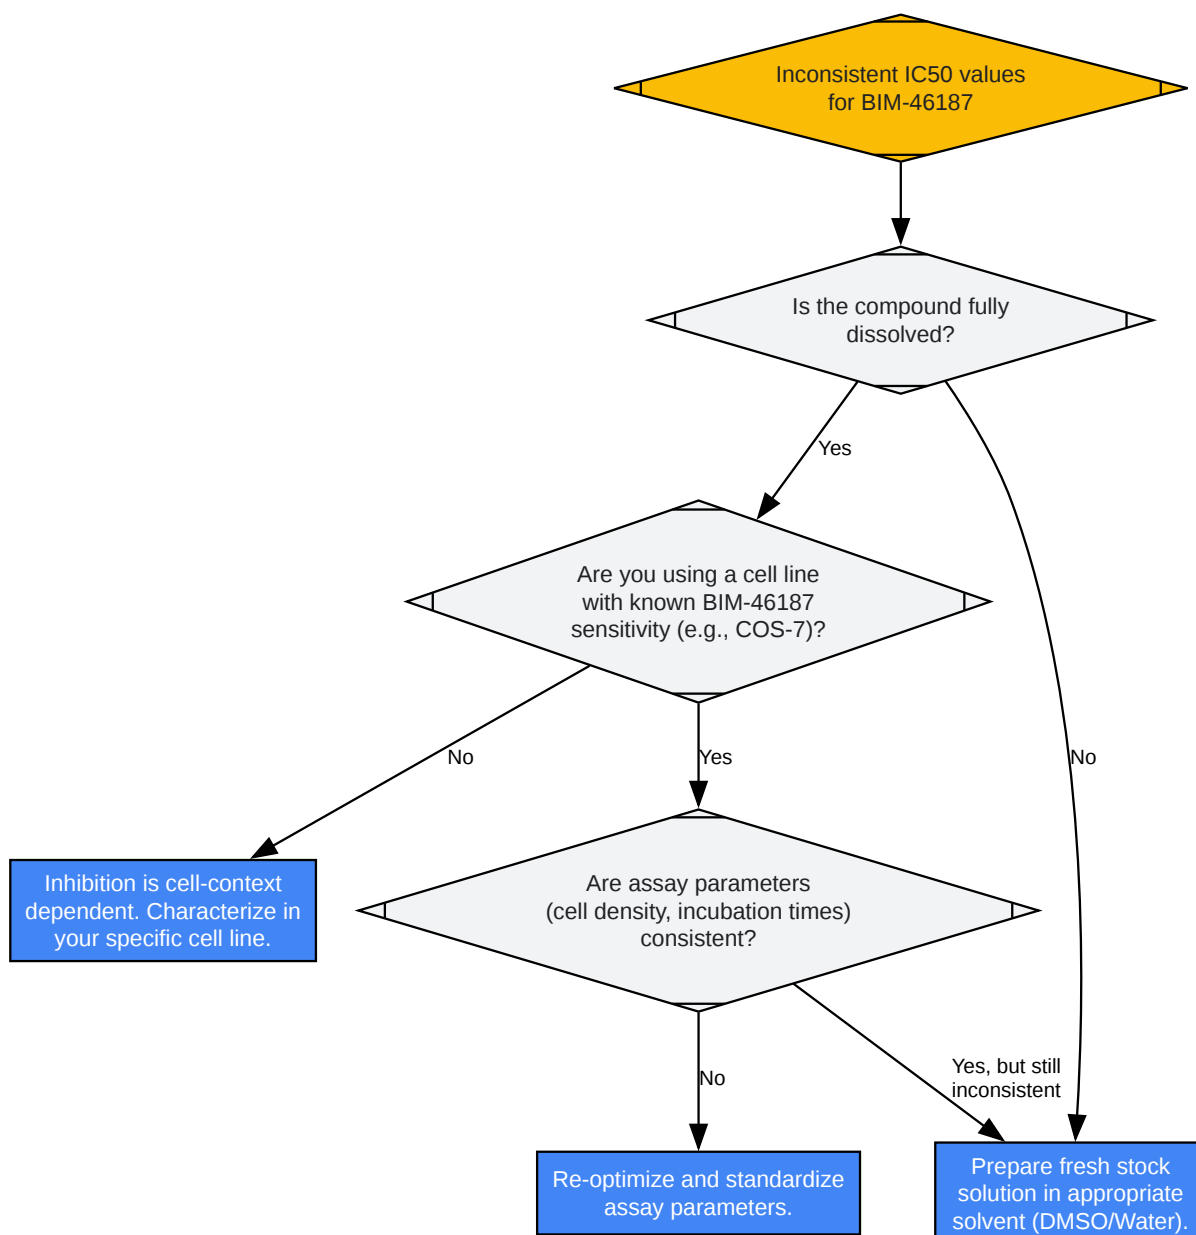 Inconsistent IC50 values
for BIM-46187
Is the compound fully
dissolved?
Yes
Are you using a cell line
with known BIM-46187
sensitivity (e.g., COS-7)?
No
Yes
No
Inhibition is cell-context
dependent. Characterize in
your specific cell line.
Are assay parameters
(cell density, incubation times)
consistent?
No
Yes, but still
inconsistent
Re-optimize and standardize
assay parameters.
Prepare fresh stock
solution in appropriate
solvent (DMSO/Water).